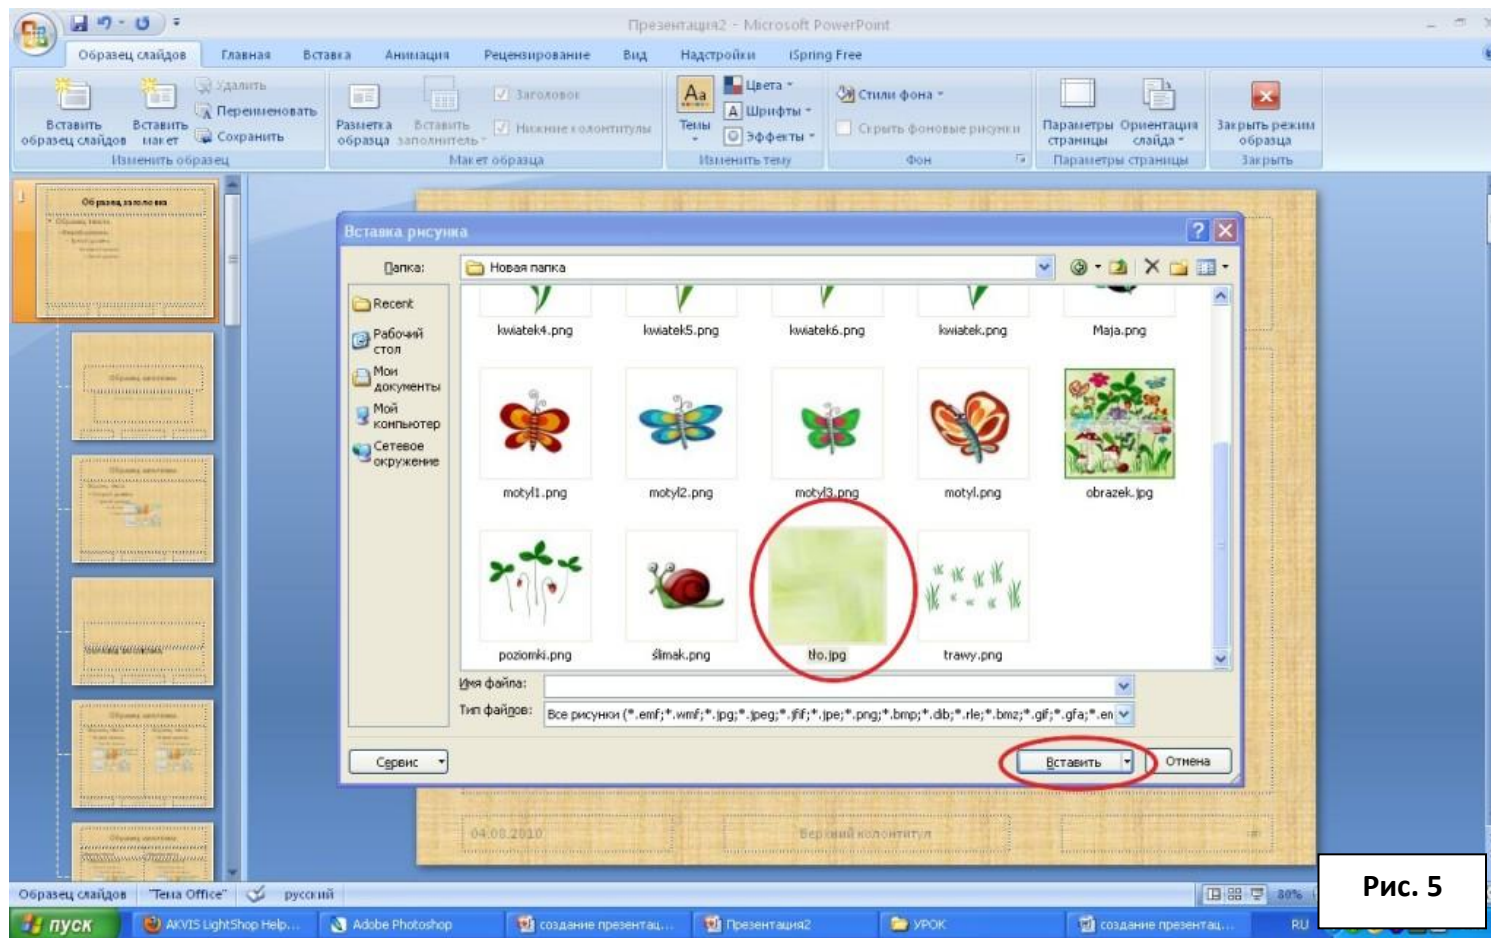 Презентация2 - Microsoft PowerPoint
Образец слайдов Главная Вставка Анимация Рецензирование Вид Надстройки iSpring Free
Вставить образец слайдов
Вставить макет
Удалить
Переименовать
Сохранить
Изменить образец
Разметка образца
Вставить заполнитель
Заголовок
Нижние колонтитулы
Макет образца
Темы
Цвета
Шрифты
Эффекты
Изменить тему
Стили фона
Скрыть фоновые рисунки
Фон
Параметры страницы
Ориентация слайда
Параметры страницы
Закрыть режим образца
Закрыть
1
Образец заголовка
Вставка рисунка
Папка: Новая папка
Recent
Рабочий стол
Мои документы
Мой компьютер
Сетевое окружение
kwiatek4.png kwiatek5.png kwiatek6.png kwiatek.png Maja.png
motyl1.png motyl2.png motyl3.png motyl.png obrazek.jpg
poziomki.png ślimak.png tło.jpg trawy.png
Имя файла:
Тип файлов: Все рисунки (*.emf;*.wmf;*.jpg;*.jpeg;*.jfif;*.jpe;*.png;*.bmp;*.dib;*.rle;*.bmz;*.gif;*.gfa;*.em
Сервис Вставить Отмена
04.08.2010 Верхний колонтитул
Рис. 5
Образец слайдов "Тема Office" русский 80%
пуск AKVIS LightShop Help... Adobe Photoshop создание презентац... Презентация2 УРОК создание презентац... RU